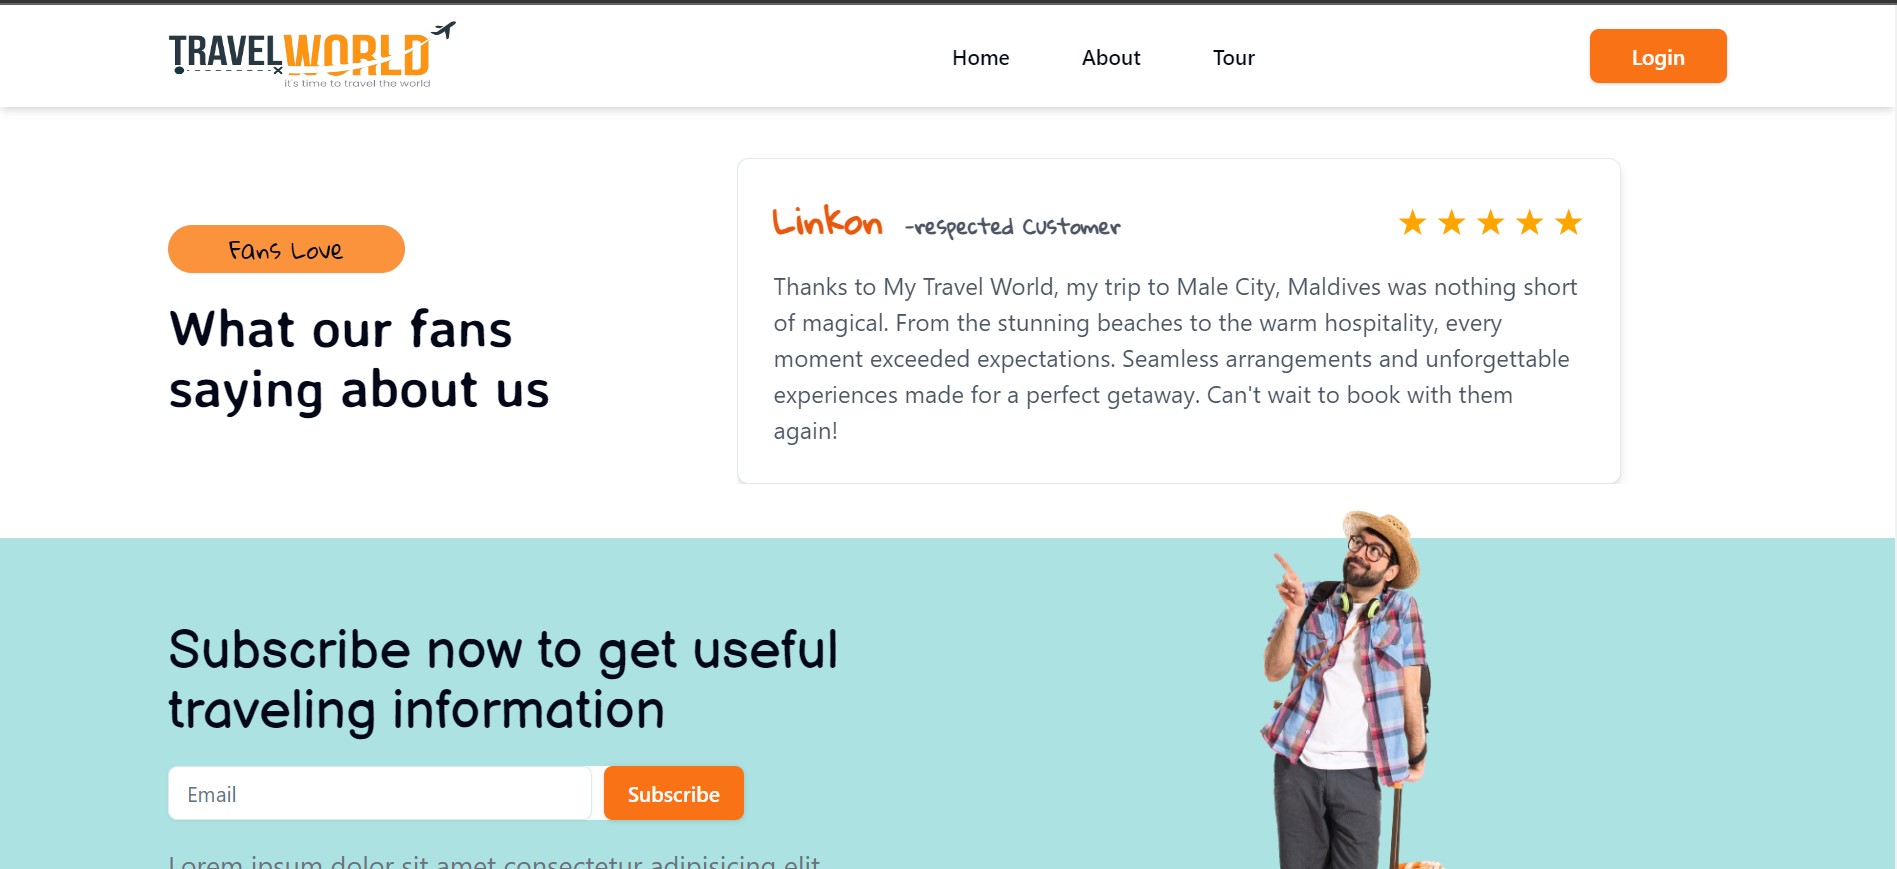 TRAVELWORLD
it's time to travel the world
Home About Tour Login
Fans Love
What our fans
saying about us
Linkon -respected Customer
Thanks to My Travel World, my trip to Male City, Maldives was nothing short
of magical. From the stunning beaches to the warm hospitality, every
moment exceeded expectations. Seamless arrangements and unforgettable
experiences made for a perfect getaway. Can't wait to book with them
again!
Subscribe now to get useful
traveling information
Email Subscribe
Lorem ipsum dolor sit amet consectetur adipisicing elit